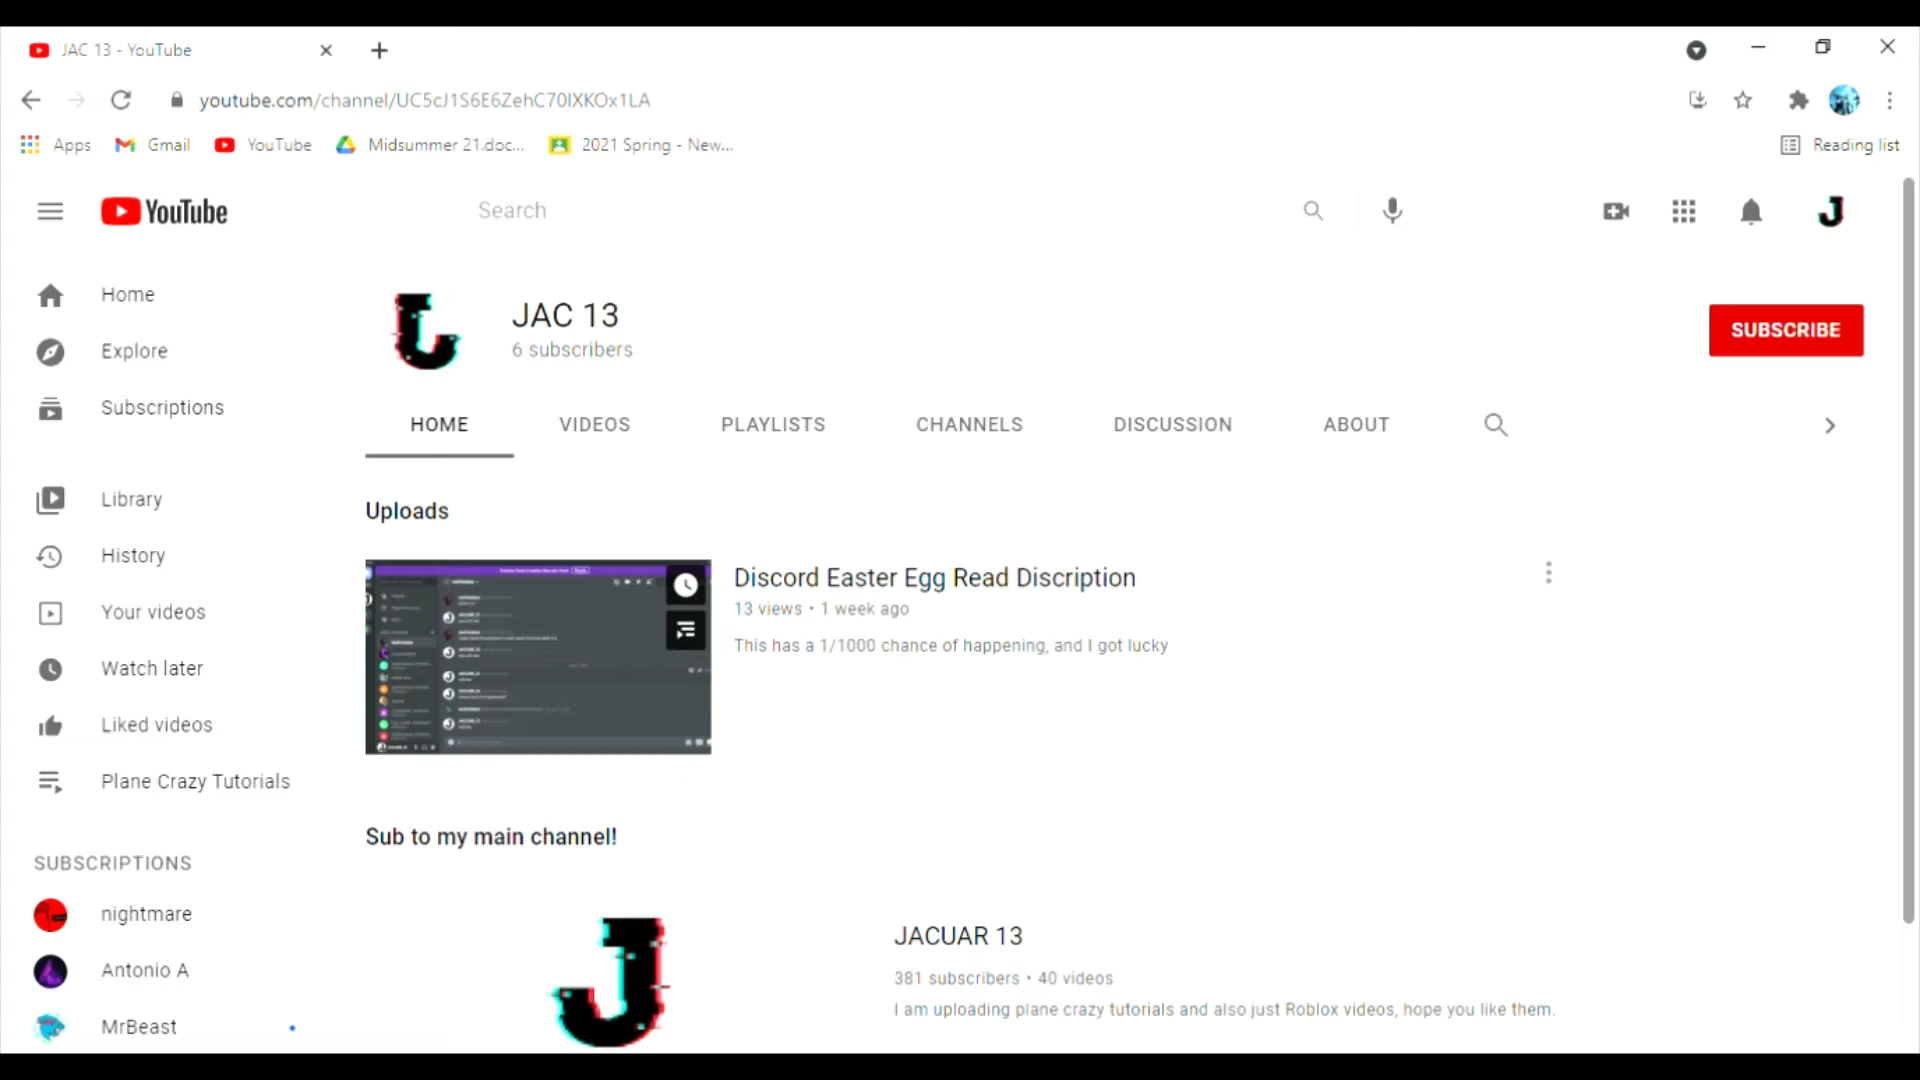 JAC 13 - YouTube
youtube.com/channel/UC5cJ1S6E6ZehC70IXKOx1LA
Apps Gmail YouTube Midsummer 21.doc... 2021 Spring - New... Reading list
YouTube Search
Home
Explore
Subscriptions
Library
History
Your videos
Watch later
Liked videos
Plane Crazy Tutorials
SUBSCRIPTIONS
nightmare
Antonio A
MrBeast
JAC 13
6 subscribers
SUBSCRIBE
HOME VIDEOS PLAYLISTS CHANNELS DISCUSSION ABOUT
Uploads
Discord Easter Egg Read Discription
13 views • 1 week ago
This has a 1/1000 chance of happening, and I got lucky
Sub to my main channel!
JACUAR 13
381 subscribers • 40 videos
I am uploading plane crazy tutorials and also just Roblox videos, hope you like them.